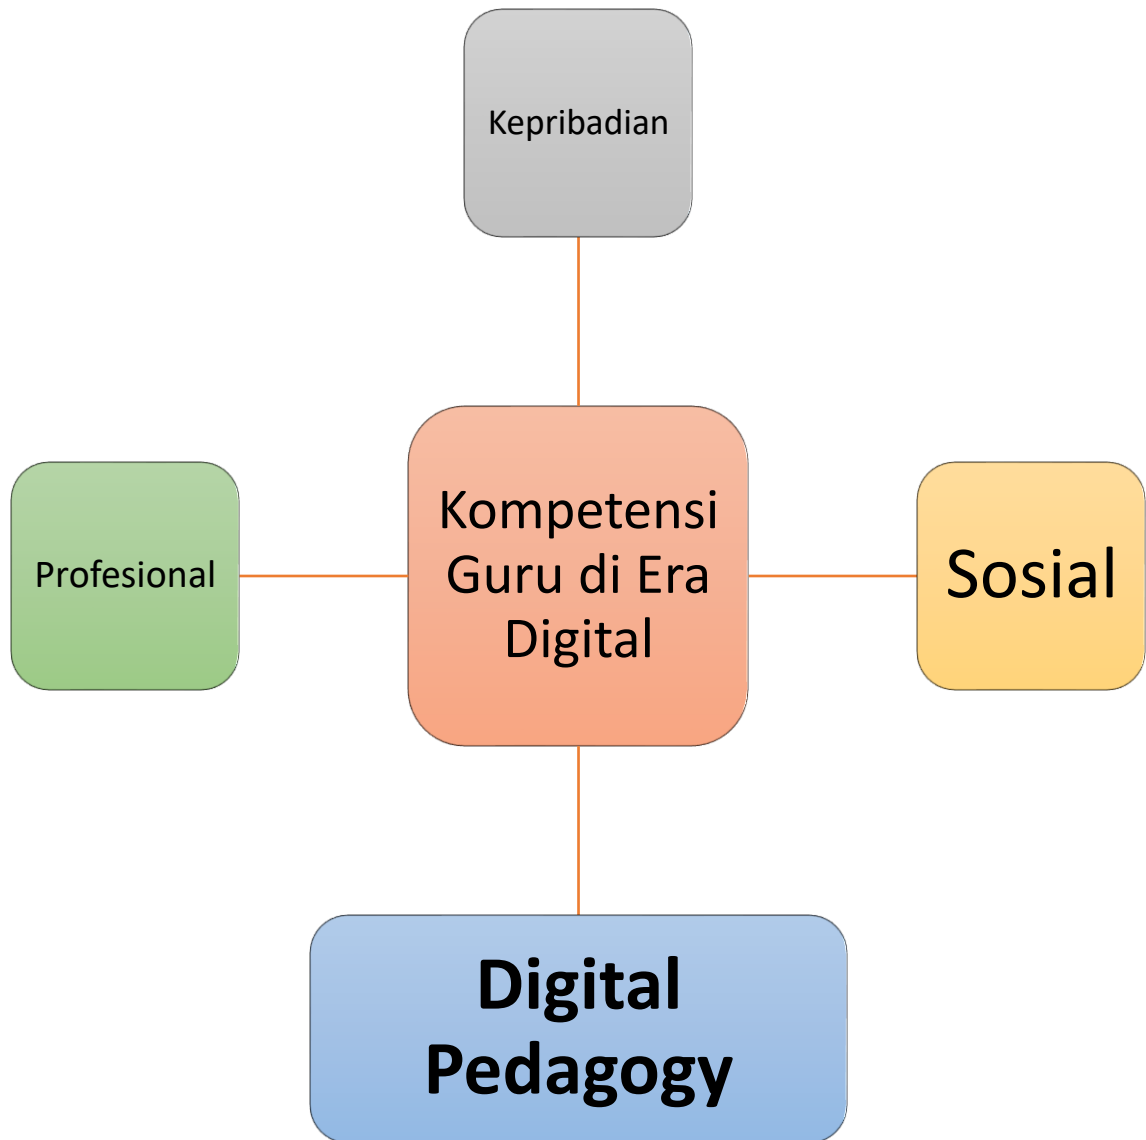 Kepribadian
Profesional
Kompetensi
Guru di Era
Digital
Sosial
Digital
Pedagogy